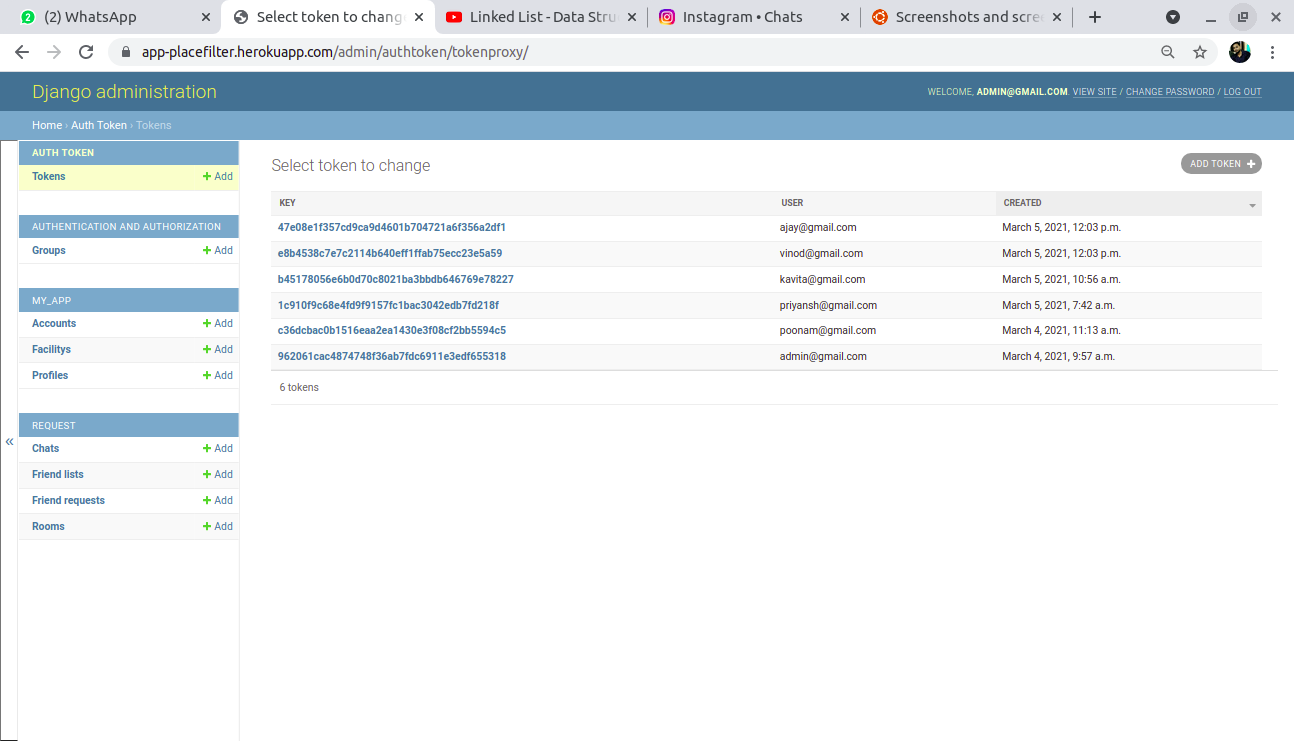 2 (2) WhatsApp
Select token to chang
Linked List - Data Stru
Instagram • Chats
Screenshots and scre
app-placefilter.herokuapp.com/admin/authtoken/tokenproxy/
Django administration
WELCOME, ADMIN@GMAIL.COM. VIEW SITE / CHANGE PASSWORD / LOG OUT
Home › Auth Token › Tokens
AUTH TOKEN
Tokens + Add
AUTHENTICATION AND AUTHORIZATION
Groups + Add
MY_APP
Accounts + Add
Facilitys + Add
Profiles + Add
REQUEST
«
Chats + Add
Friend lists + Add
Friend requests + Add
Rooms + Add
Select token to change
ADD TOKEN +
KEY USER CREATED
47e08e1f357cd9ca9d4601b704721a6f356a2df1 ajay@gmail.com March 5, 2021, 12:03 p.m.
e8b4538c7e7c2114b640eff1ffab75ecc23e5a59 vinod@gmail.com March 5, 2021, 12:03 p.m.
b45178056e6b0d70c8021ba3bbdb646769e78227 kavita@gmail.com March 5, 2021, 10:56 a.m.
1c910f9c68e4fd9f9157fc1bac3042edb7fd218f priyansh@gmail.com March 5, 2021, 7:42 a.m.
c36dcbac0b1516eaa2ea1430e3f08cf2bb5594c5 poonam@gmail.com March 4, 2021, 11:13 a.m.
962061cac4874748f36ab7fdc6911e3edf655318 admin@gmail.com March 4, 2021, 9:57 a.m.
6 tokens